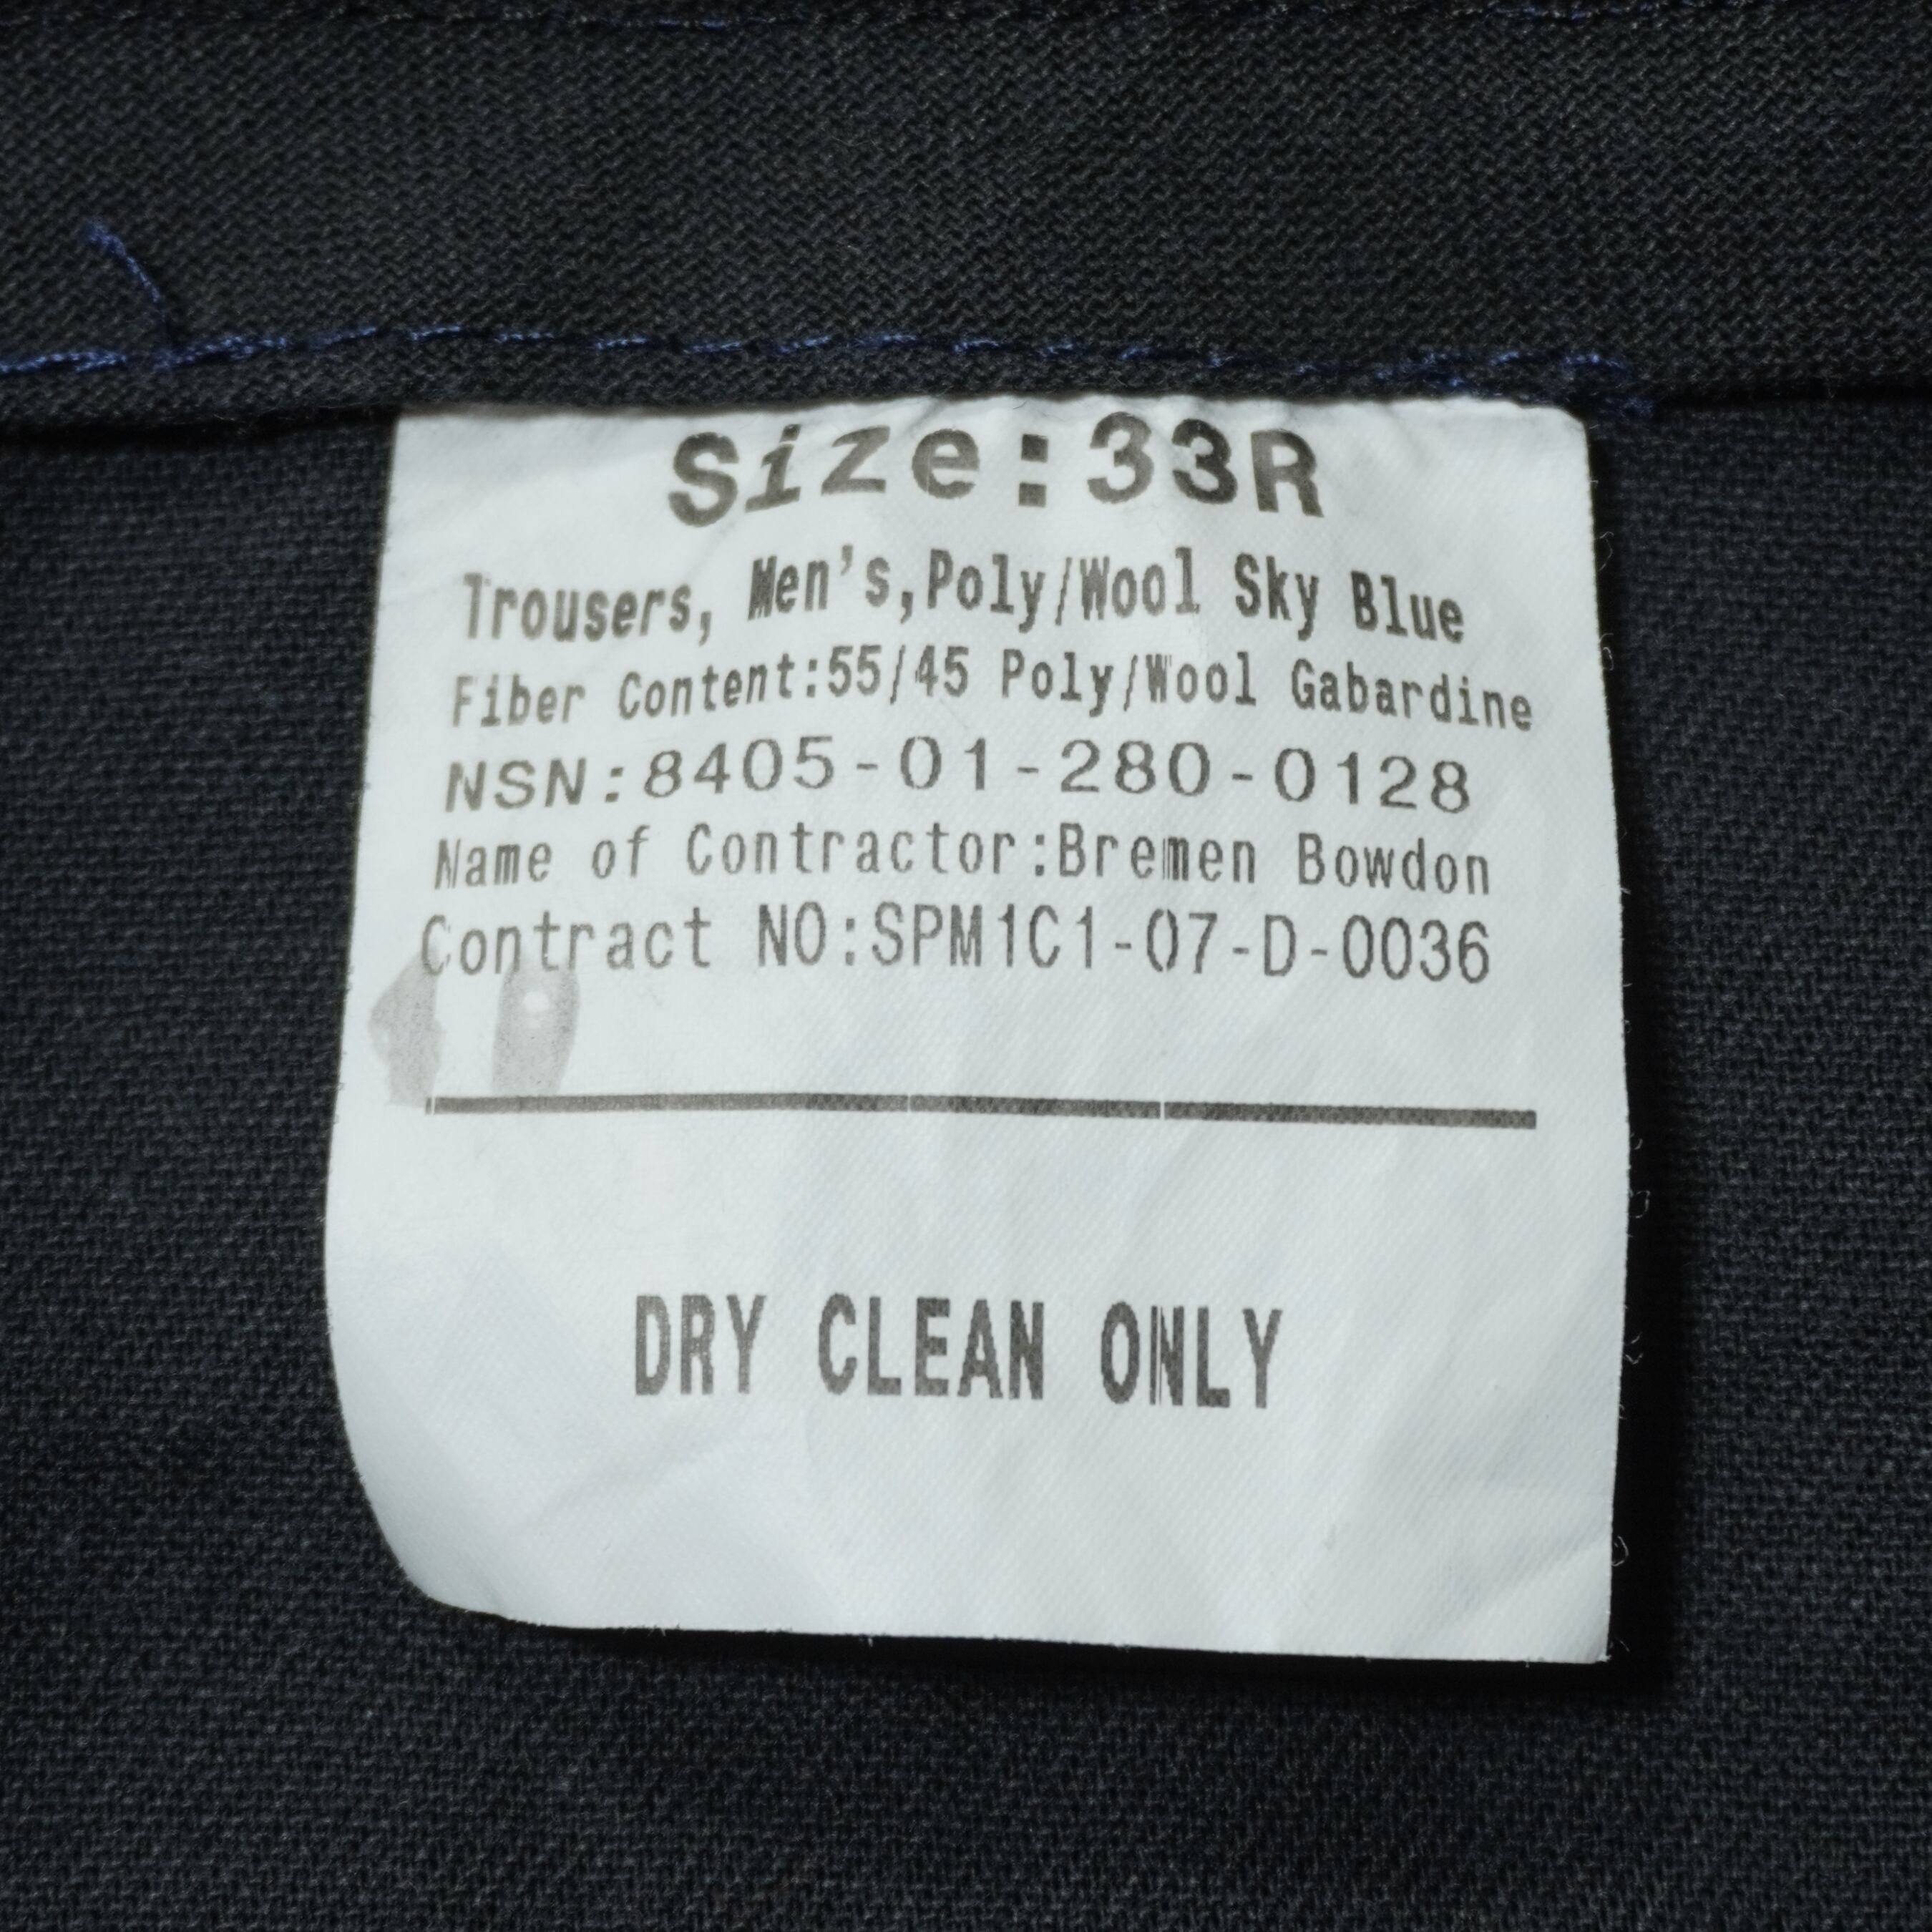 Size:33R
Trousers, Men's,Poly/Wool Sky Blue
Fiber Content:55/45 Poly/Wool Gabardine
NSN:8405-01-280-0128
Name of Contractor:Bremen Bowdon
Contract NO:SPM1C1-07-D-0036
DRY CLEAN ONLY